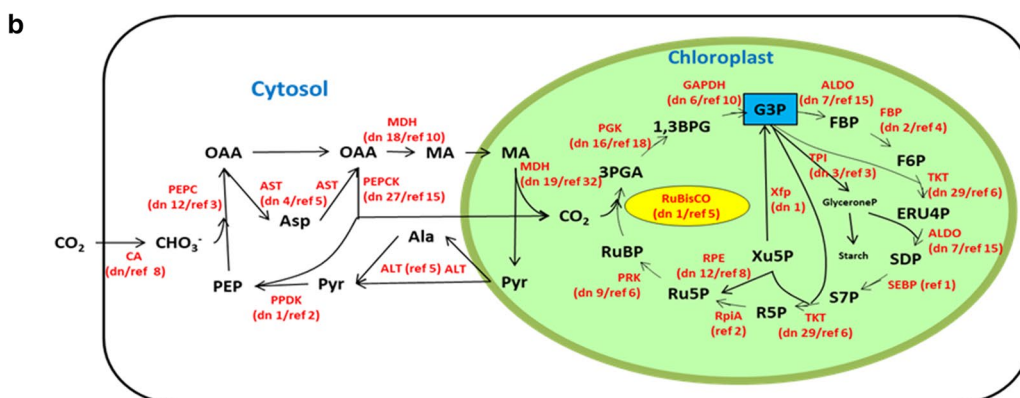 b
Chloroplast
Cytosol
GAPDH
(dn 6/ref 10)
G3P
ALDO
(dn 7/ref 15)
FBP
FBP
(dn 2/ref 4)
MDH
(dn 18/ref 10)
PGK
(dn 16/ref 18)
1,3BPG
F6P
OAA
OAA
MA
MA
MDH
(dn 19/ref 32)
3PGA
TPI
(dn 3/ref 3)
TKT
(dn 29/ref 6)
PEPC
(dn 12/ref 3)
AST
(dn 4/ref 5)
AST
PEPCK
(dn 27/ref 15)
Asp
RuBisCO
(dn 1/ref 5)
Xfp
(dn 1)
GlyceroneP
ERU4P
CO2
CHO3-
CA
(dn/ref 8)
Ala
CO2
ALDO
(dn 7/ref 15)
RuBP
RPE
(dn 12/ref 8)
Xu5P
Starch
SDP
PEP
Pyr
ALT (ref 5)
ALT
Pyr
PRK
(dn 9/ref 6)
Ru5P
SEBP (ref 1)
S7P
PPDK
(dn 1/ref 2)
RpiA
(ref 2)
R5P
TKT
(dn 29/ref 6)